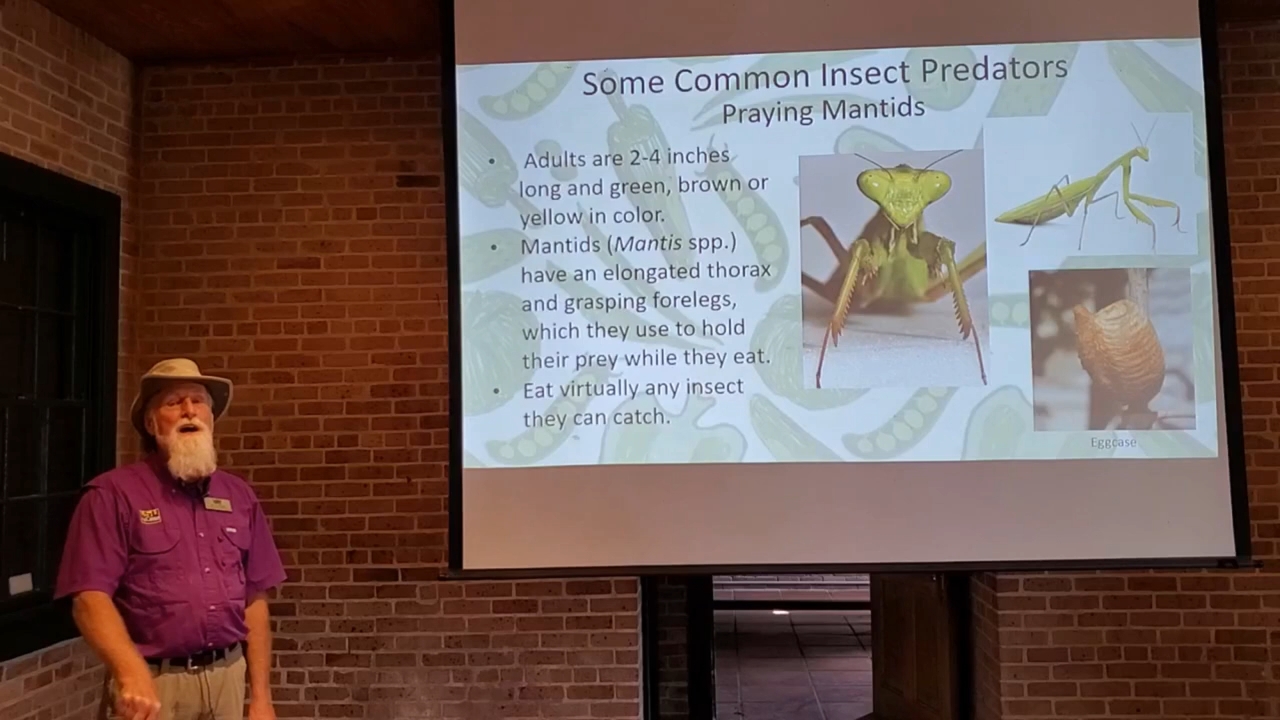 Some Common Insect Predators
Praying Mantids
• Adults are 2-4 inches
long and green, brown or
yellow in color.
• Mantids (Mantis spp.)
have an elongated thorax
and grasping forelegs,
which they use to hold
their prey while they eat.
• Eat virtually any insect
they can catch.
Eggcase